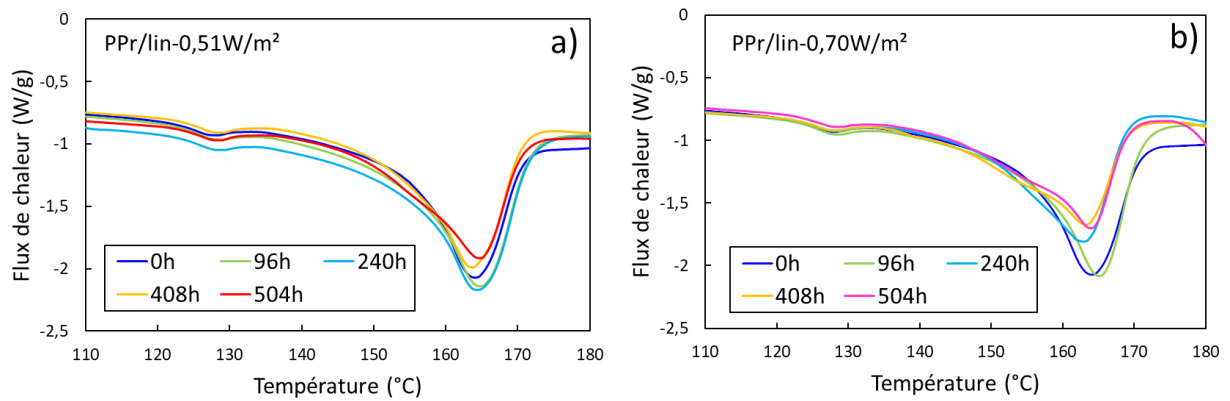 PPr/lin-0,51W/m²
a)
0
-0,5
-1
-1,5
-2
-2,5
Flux de chaleur (W/g)
0h
96h
240h
408h
504h
110 120 130 140 150 160 170 180
Température (°C)
PPr/lin-0,70W/m²
b)
0
-0,5
-1
-1,5
-2
-2,5
Flux de chaleur (W/g)
0h
96h
240h
408h
504h
110 120 130 140 150 160 170 180
Température (°C)